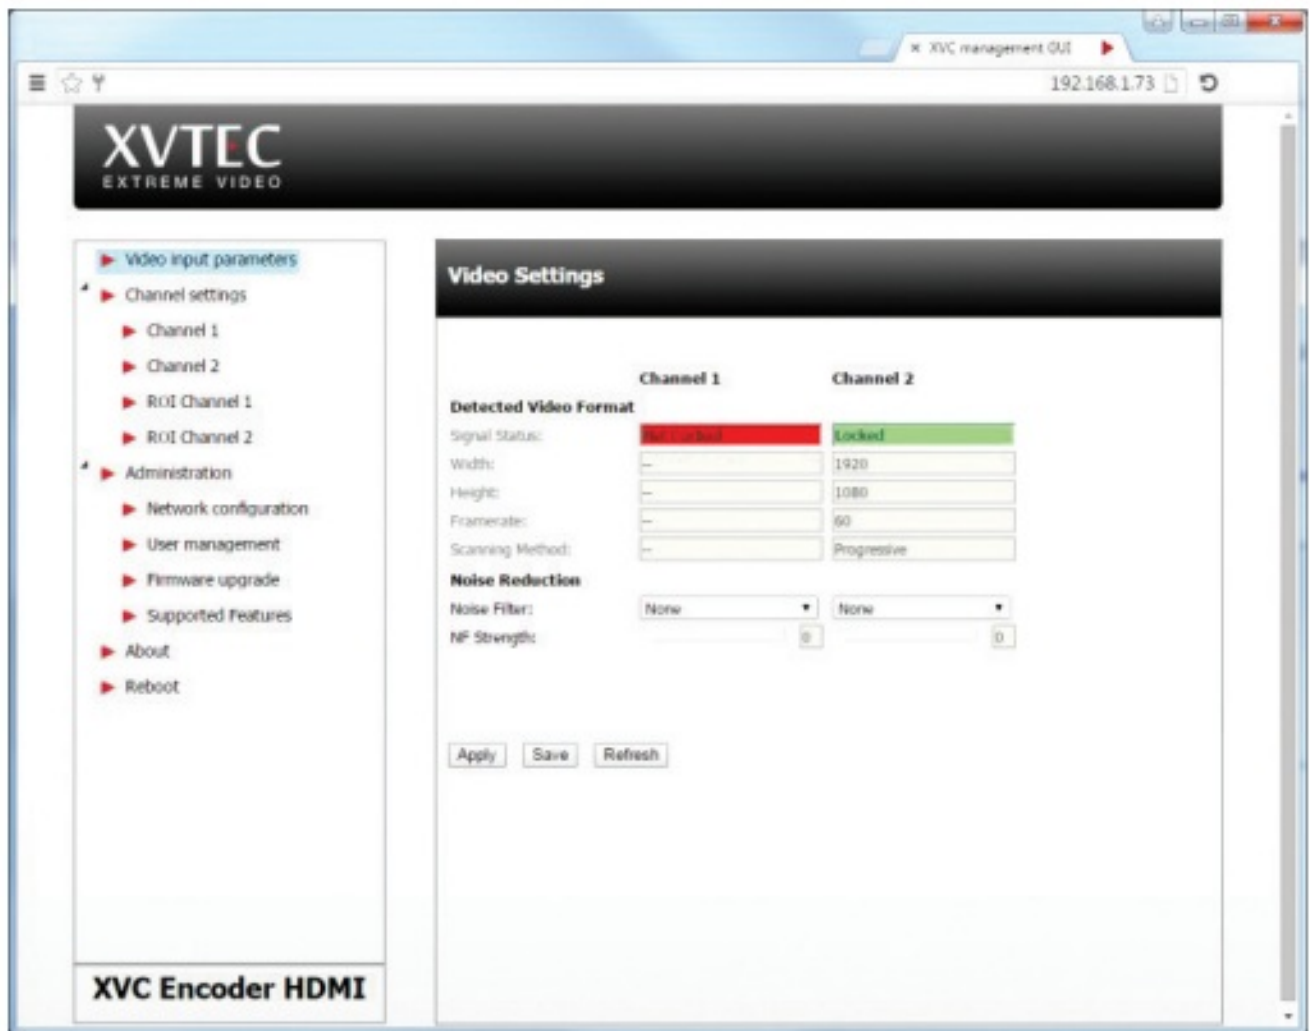 XVC management GUI
192.168.1.73
XVTEC
EXTREME VIDEO
Video input parameters
Channel settings
Channel 1
Channel 2
ROI Channel 1
ROI Channel 2
Administration
Network configuration
User management
Firmware upgrade
Supported Features
About
Reboot
XVC Encoder HDMI
Video Settings
Channel 1 Channel 2
Detected Video Format
Signal Status: Not Locked Locked
Width: -- 1920
Height: -- 1080
Framerate: -- 60
Scanning Method: -- Progressive
Noise Reduction
Noise Filter: None None
NF Strength: 0 0
Apply Save Refresh